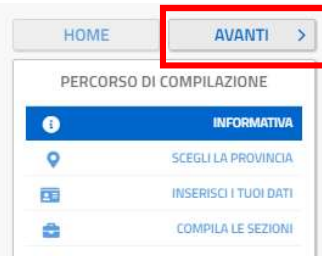 HOME
AVANTI >
PERCORSO DI COMPILAZIONE
INFORMATIVA
SCEGLI LA PROVINCIA
INSERISCI I TUOI DATI
COMPILA LE SEZIONI